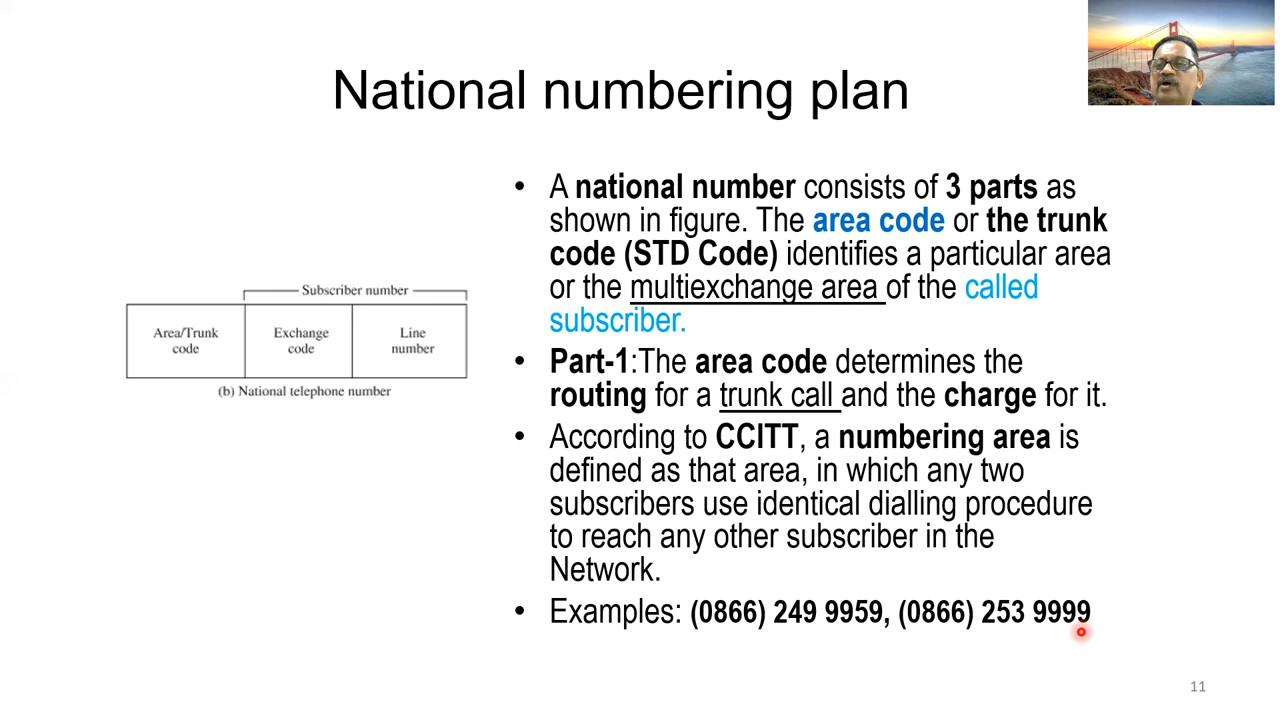 National numbering plan
Subscriber number
Area/Trunk
code
Exchange
code
Line
number
(b) National telephone number
• A national number consists of 3 parts as
shown in figure. The area code or the trunk
code (STD Code) identifies a particular area
or the multiexchange area of the called
subscriber.
• Part-1:The area code determines the
routing for a trunk call and the charge for it.
• According to CCITT, a numbering area is
defined as that area, in which any two
subscribers use identical dialling procedure
to reach any other subscriber in the
Network.
• Examples: (0866) 249 9959, (0866) 253 9999
11